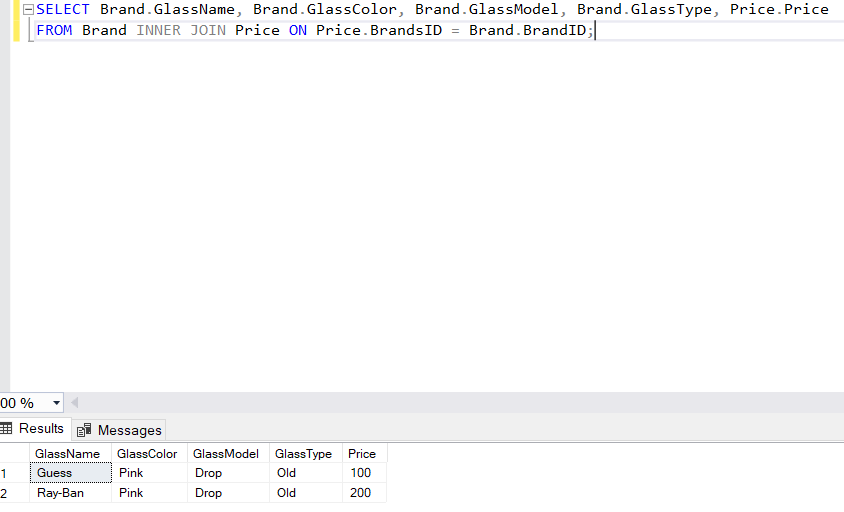 SELECT Brand.GlassName, Brand.GlassColor, Brand.GlassModel, Brand.GlassType, Price.Price
FROM Brand INNER JOIN Price ON Price.BrandsID = Brand.BrandID;
00 %
Results Messages
GlassName GlassColor GlassModel GlassType Price
1 Guess Pink Drop Old 100
2 Ray-Ban Pink Drop Old 200